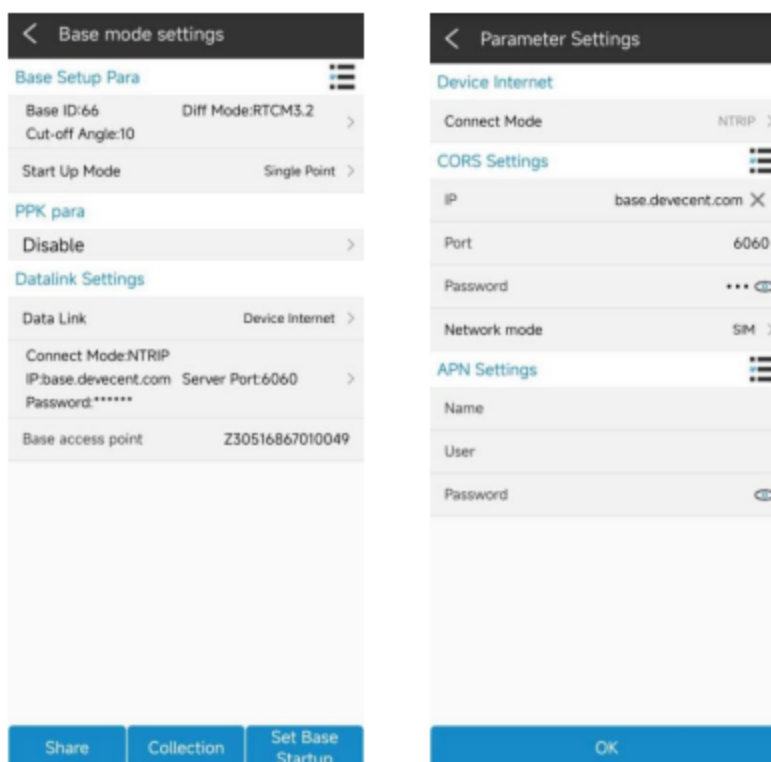 Base mode settings
Base Setup Para
Base ID:66 Diff Mode:RTCM3.2
Cut-off Angle:10
Start Up Mode Single Point
PPK para
Disable
Datalink Settings
Data Link Device Internet
Connect Mode:NTRIP
IP:base.devecent.com Server Port:6060
Password:******
Base access point Z30516867010049
Share Collection Set Base
Startup
Parameter Settings
Device Internet
Connect Mode NTRIP
CORS Settings
IP base.devecent.com
Port 6060
Password •••
Network mode SIM
APN Settings
Name
User
Password
OK